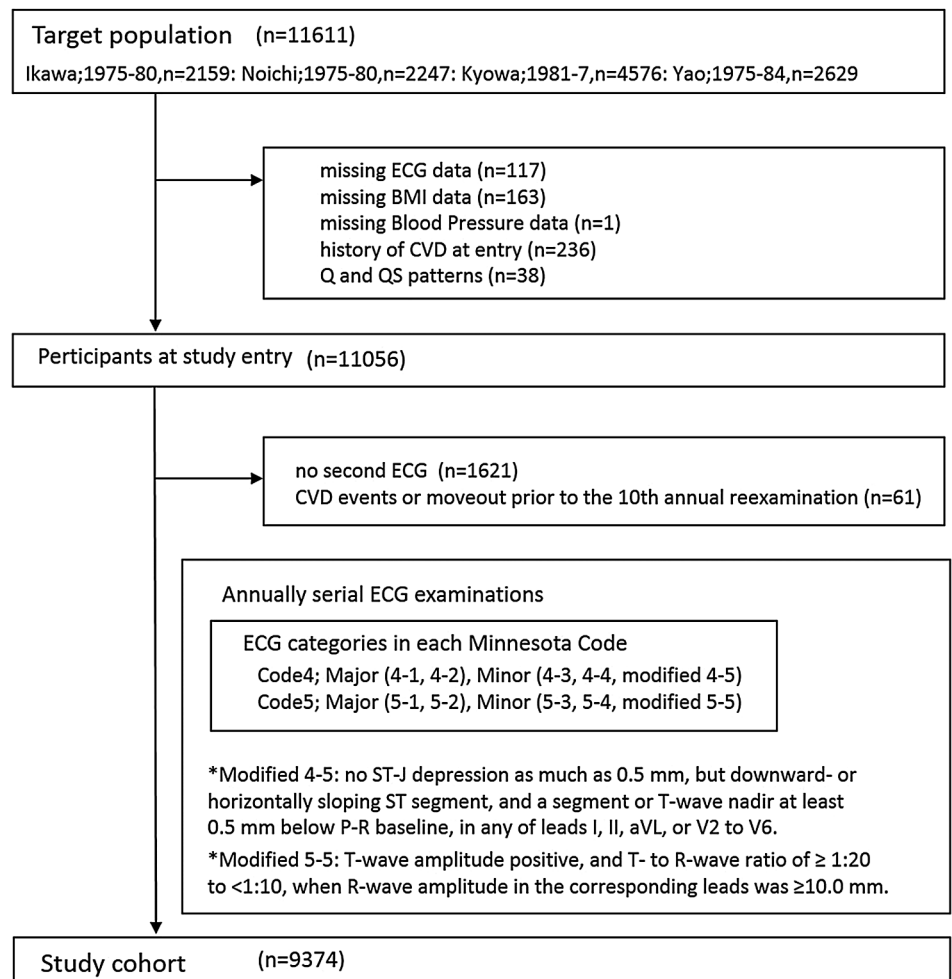 Target population (n=11611)
Ikawa;1975-80,n=2159: Noichi;1975-80,n=2247: Kyowa;1981-7,n=4576: Yao;1975-84,n=2629
missing ECG data (n=117)
missing BMI data (n=163)
missing Blood Pressure data (n=1)
history of CVD at entry (n=236)
Q and QS patterns (n=38)
Perticipants at study entry (n=11056)
no second ECG (n=1621)
CVD events or moveout prior to the 10th annual reexamination (n=61)
Annually serial ECG examinations
ECG categories in each Minnesota Code
Code4; Major (4-1, 4-2), Minor (4-3, 4-4, modified 4-5)
Code5; Major (5-1, 5-2), Minor (5-3, 5-4, modified 5-5)
*Modified 4-5: no ST-J depression as much as 0.5 mm, but downward- or
horizontally sloping ST segment, and a segment or T-wave nadir at least
0.5 mm below P-R baseline, in any of leads I, II, aVL, or V2 to V6.
*Modified 5-5: T-wave amplitude positive, and T- to R-wave ratio of ≥ 1:20
to <1:10, when R-wave amplitude in the corresponding leads was ≥10.0 mm.
Study cohort (n=9374)